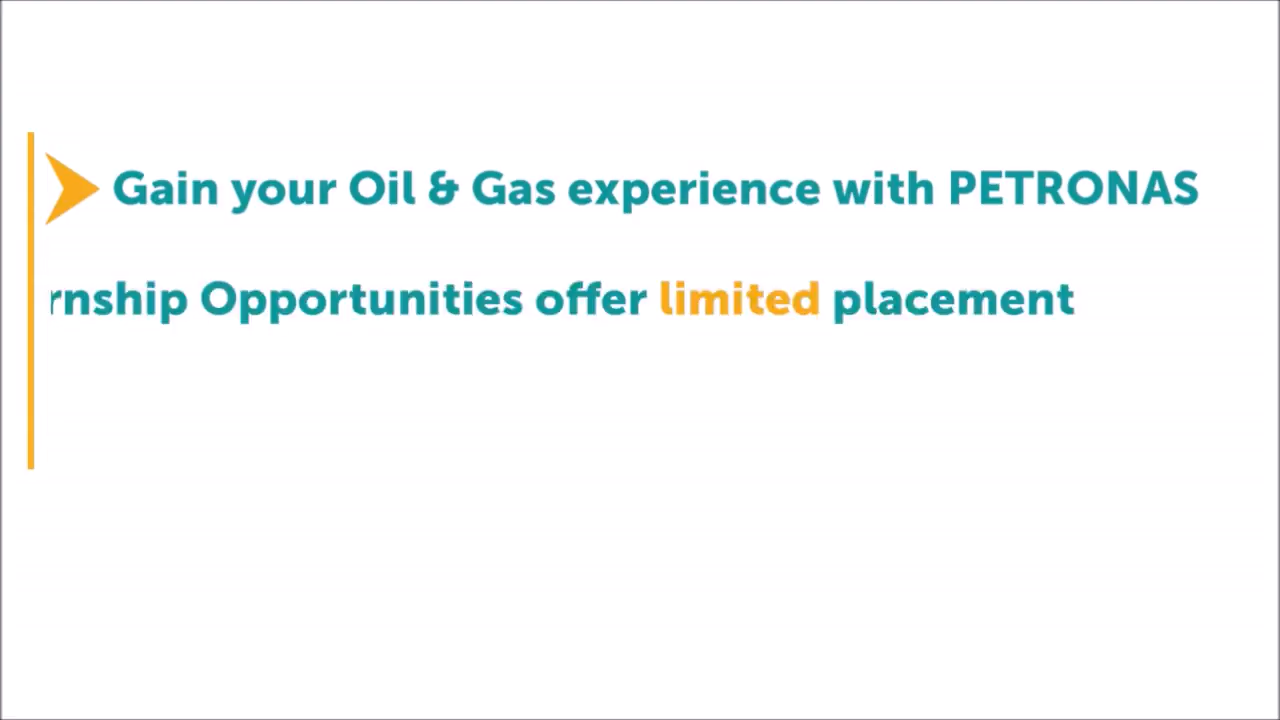 Gain your Oil & Gas experience with PETRONAS
rnship Opportunities offer limited placement